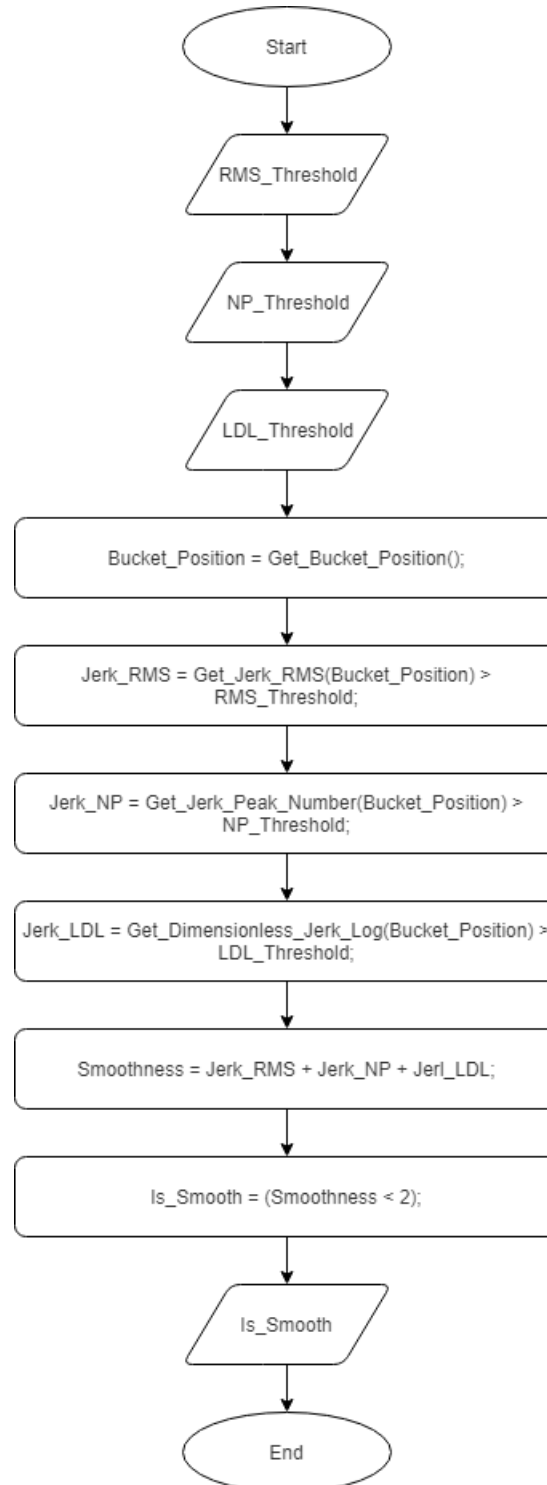 Start
RMS_Threshold
NP_Threshold
LDL_Threshold
Bucket_Position = Get_Bucket_Position();
Jerk_RMS = Get_Jerk_RMS(Bucket_Position) >
RMS_Threshold;
Jerk_NP = Get_Jerk_Peak_Number(Bucket_Position) >
NP_Threshold;
Jerk_LDL = Get_Dimensionless_Jerk_Log(Bucket_Position) >
LDL_Threshold;
Smoothness = Jerk_RMS + Jerk_NP + Jerl_LDL;
Is_Smooth = (Smoothness < 2);
Is_Smooth
End